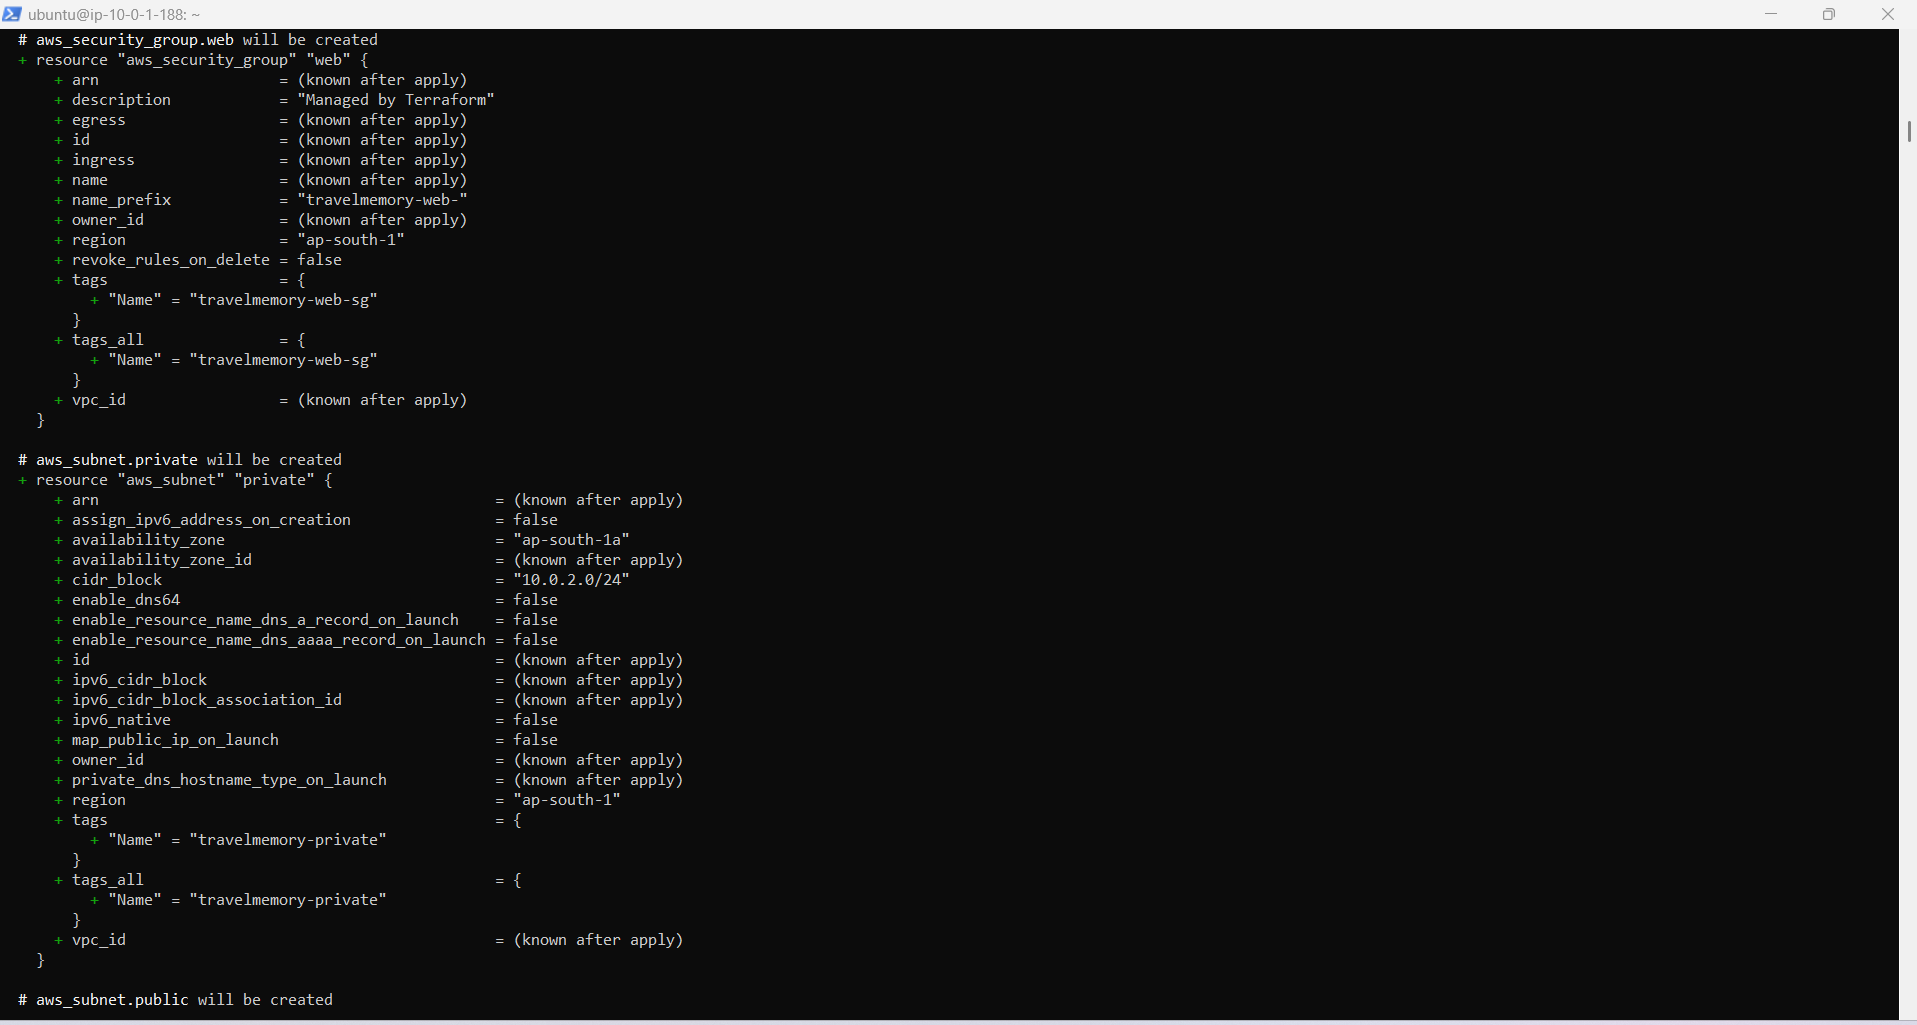 ubuntu@ip-10-0-1-188: ~
# aws_security_group.web will be created
+ resource "aws_security_group" "web" {
+ arn = (known after apply)
+ description = "Managed by Terraform"
+ egress = (known after apply)
+ id = (known after apply)
+ ingress = (known after apply)
+ name = (known after apply)
+ name_prefix = "travelmemory-web-"
+ owner_id = (known after apply)
+ region = "ap-south-1"
+ revoke_rules_on_delete = false
+ tags = {
+ "Name" = "travelmemory-web-sg"
}
+ tags_all = {
+ "Name" = "travelmemory-web-sg"
}
+ vpc_id = (known after apply)
}
# aws_subnet.private will be created
+ resource "aws_subnet" "private" {
+ arn = (known after apply)
+ assign_ipv6_address_on_creation = false
+ availability_zone = "ap-south-1a"
+ availability_zone_id = (known after apply)
+ cidr_block = "10.0.2.0/24"
+ enable_dns64 = false
+ enable_resource_name_dns_a_record_on_launch = false
+ enable_resource_name_dns_aaaa_record_on_launch = false
+ id = (known after apply)
+ ipv6_cidr_block = (known after apply)
+ ipv6_cidr_block_association_id = (known after apply)
+ ipv6_native = false
+ map_public_ip_on_launch = false
+ owner_id = (known after apply)
+ private_dns_hostname_type_on_launch = (known after apply)
+ region = "ap-south-1"
+ tags = {
+ "Name" = "travelmemory-private"
}
+ tags_all = {
+ "Name" = "travelmemory-private"
}
+ vpc_id = (known after apply)
}
# aws_subnet.public will be created